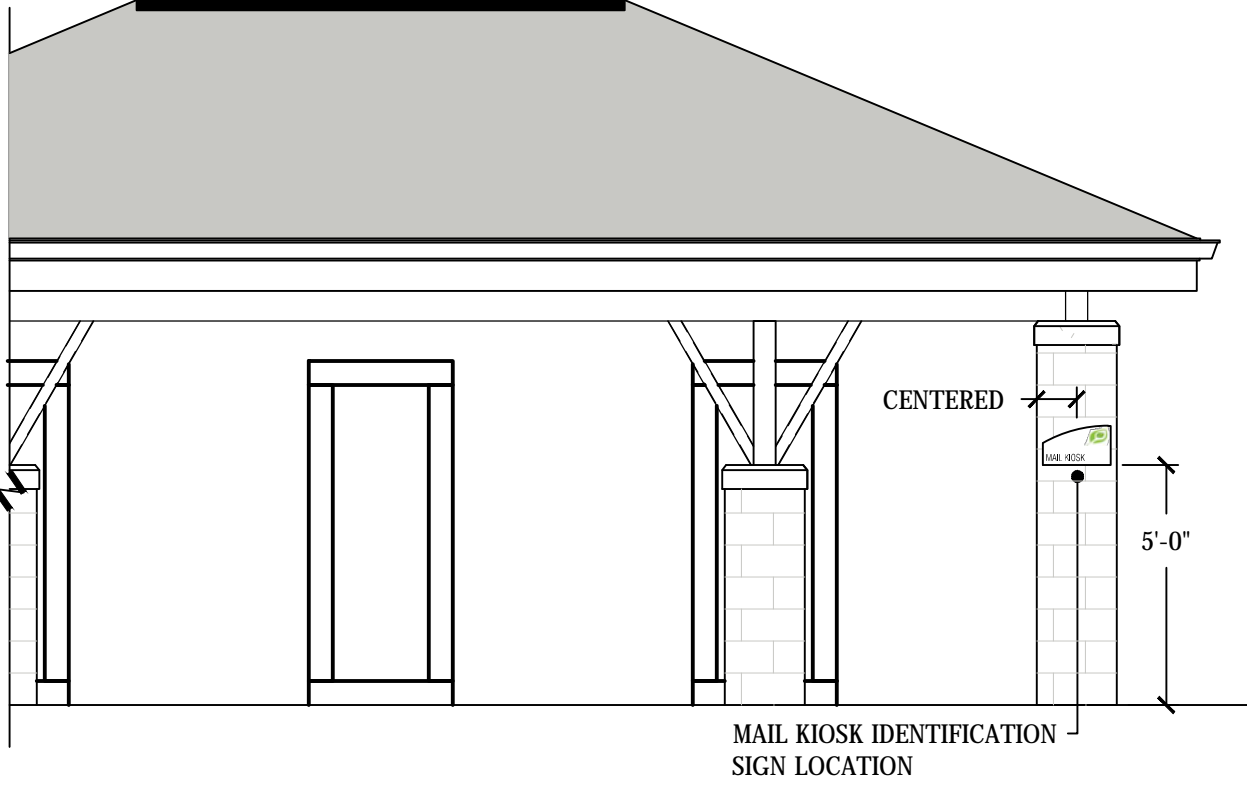 CENTERED
MAIL KIOSK
5'-0"
MAIL KIOSK IDENTIFICATION
SIGN LOCATION